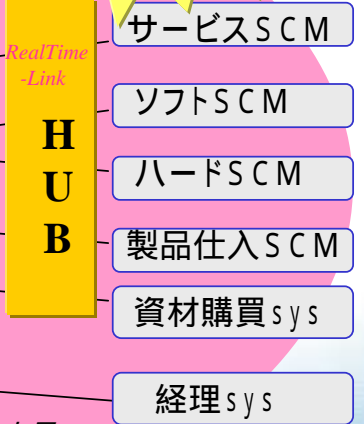 サービスＳＣＭ
RealTime
-Link
ソフトＳＣＭ
H
U
B
ハードＳＣＭ
製品仕入ＳＣＭ
資材購買ｓｙｓ
経理ｓｙｓ